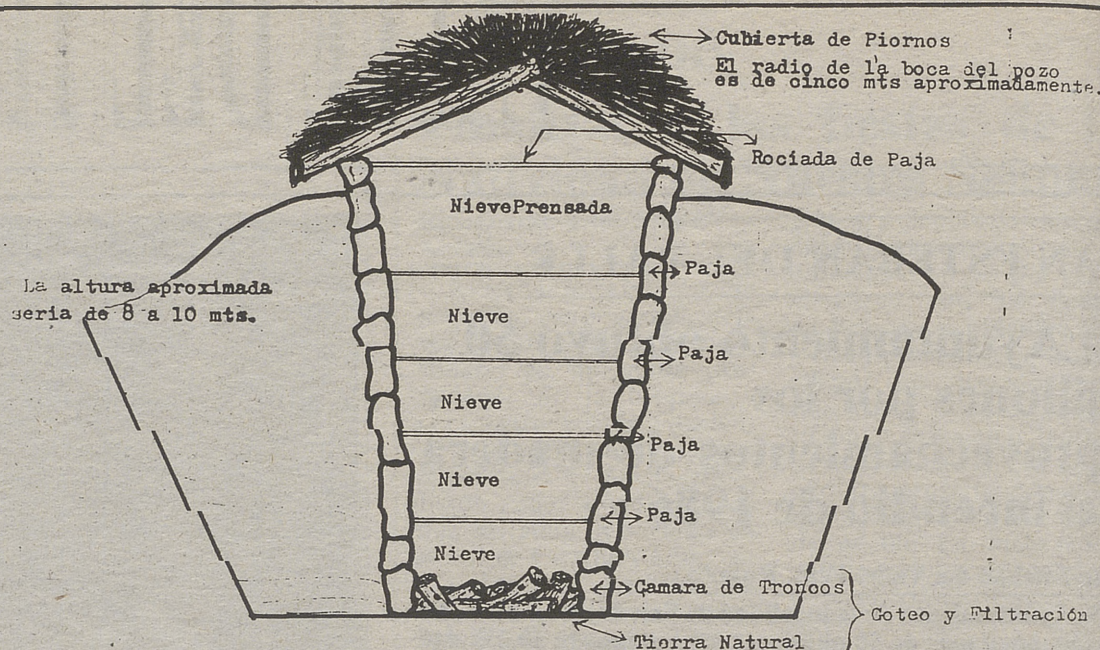 Cubierta de Piornos
El radio de la boca del pozo
es de cinco mts aproximadamente.
Rociada de Paja
NievePrensada
Paja
La altura aproximada
seria de 8 a 10 mts.
Nieve
Paja
Nieve
Paja
Nieve
Paja
Nieve
Camara de Troncos
Goteo y Filtración
Tierra Natural